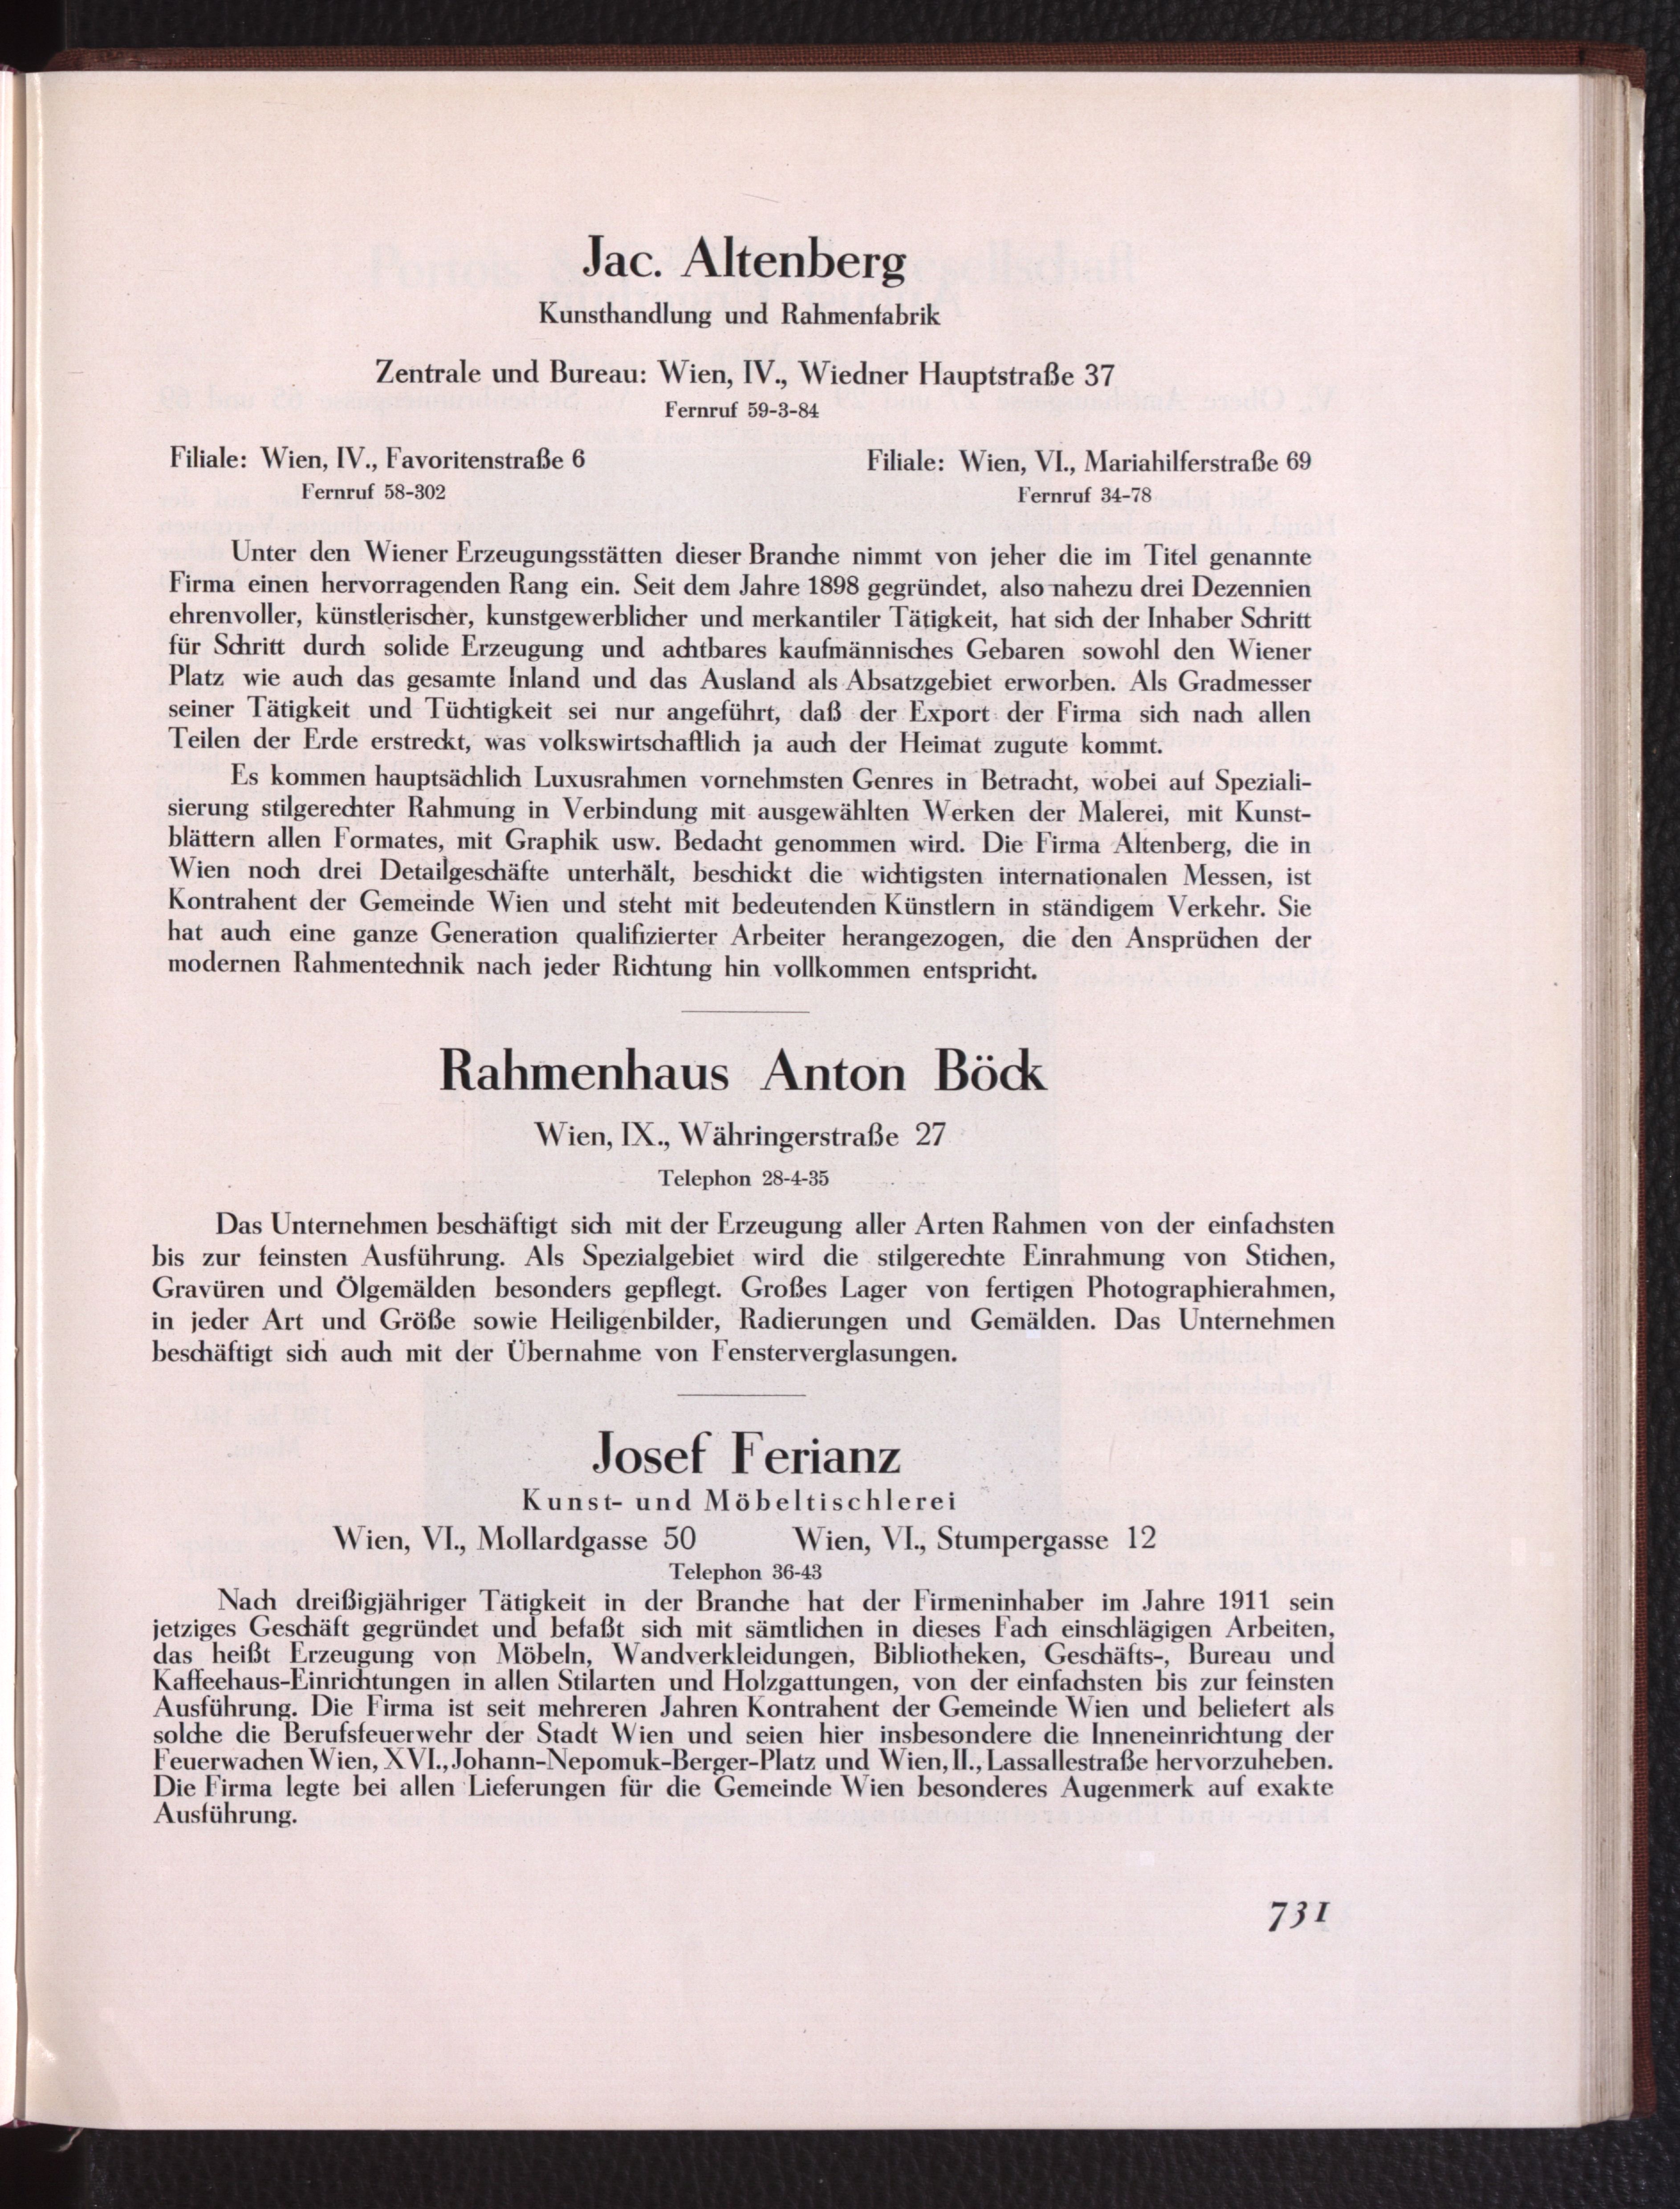 Jac. Altenberg
Kunsthandlung und Rahmenfabrik
Zentrale und Bureau: Wien, IV., Wiedner Hauptstraße 37
Fernruf 59-3-84
Filiale: Wien, IV., Favoritenstraße 6
Fernruf 58-302
Filiale: Wien, VI., Mariahilferstraße 69
Fernruf 34-78
Unter den Wiener Erzeugungsstätten dieser Branche nimmt von jeher die im Titel genannte
Firma einen hervorragenden Rang ein. Seit dem Jahre 1898 gegründet, also nahezu drei Dezennien
ehrenvoller, künstlerischer, kunstgewerblicher und merkantiler Tätigkeit, hat sich der Inhaber Schritt
für Schritt durch solide Erzeugung und achtbares kaufmännisches Gebaren sowohl den Wiener
Platz wie auch das gesamte Inland und das Ausland als Absatzgebiet erworben. Als Gradmesser
seiner Tätigkeit und Tüchtigkeit sei nur angeführt, daß der Export der Firma sich nach allen
Teilen der Erde erstreckt, was volkswirtschaftlich ja auch der Heimat zugute kommt.
Es kommen hauptsächlich Luxusrahmen vornehmsten Genres in Betracht, wobei auf Speziali-
sierung stilgerechter Rahmung in Verbindung mit ausgewählten Werken der Malerei, mit Kunst-
blättern allen Formates, mit Graphik usw. Bedacht genommen wird. Die Firma Altenberg, die in
Wien noch drei Detailgeschäfte unterhält, beschickt die wichtigsten internationalen Messen, ist
Kontrahent der Gemeinde Wien und steht mit bedeutenden Künstlern in ständigem Verkehr. Sie
hat auch eine ganze Generation qualifizierter Arbeiter herangezogen, die den Ansprüchen der
modernen Rahmentechnik nach jeder Richtung hin vollkommen entspricht.
Rahmenhaus Anton Böck
Wien, IX., Währingerstraße 27
Telephon 28-4-35
Das Unternehmen beschäftigt sich mit der Erzeugung aller Arten Rahmen von der einfachsten
bis zur feinsten Ausführung. Als Spezialgebiet wird die stilgerechte Einrahmung von Stichen,
Gravüren und Ölgemälden besonders gepflegt. Großes Lager von fertigen Photographierahmen,
in jeder Art und Größe sowie Heiligenbilder, Radierungen und Gemälden. Das Unternehmen
beschäftigt sich auch mit der Übernahme von Fensterverglasungen.
Josef Ferianz
Kunst- und Möbeltischlerei
Wien, VI., Mollardgasse 50 Wien, VI., Stumpergasse 12
Telephon 36-43
Nach dreißigjähriger Tätigkeit in der Branche hat der Firmeninhaber im Jahre 1911 sein
jetziges Geschäft gegründet und befaßt sich mit sämtlichen in dieses Fach einschlägigen Arbeiten,
das heißt Erzeugung von Möbeln, Wandverkleidungen, Bibliotheken, Geschäfts-, Bureau und
Kaffeehaus-Einrichtungen in allen Stilarten und Holzgattungen, von der einfachsten bis zur feinsten
Ausführung. Die Firma ist seit mehreren Jahren Kontrahent der Gemeinde Wien und beliefert als
solche die Berufsfeuerwehr der Stadt Wien und seien hier insbesondere die Inneneinrichtung der
Feuerwachen Wien, XVI., Johann-Nepomuk-Berger-Platz und Wien, II., Lassallestraße hervorzuheben.
Die Firma legte bei allen Lieferungen für die Gemeinde Wien besonderes Augenmerk auf exakte
Ausführung.
731